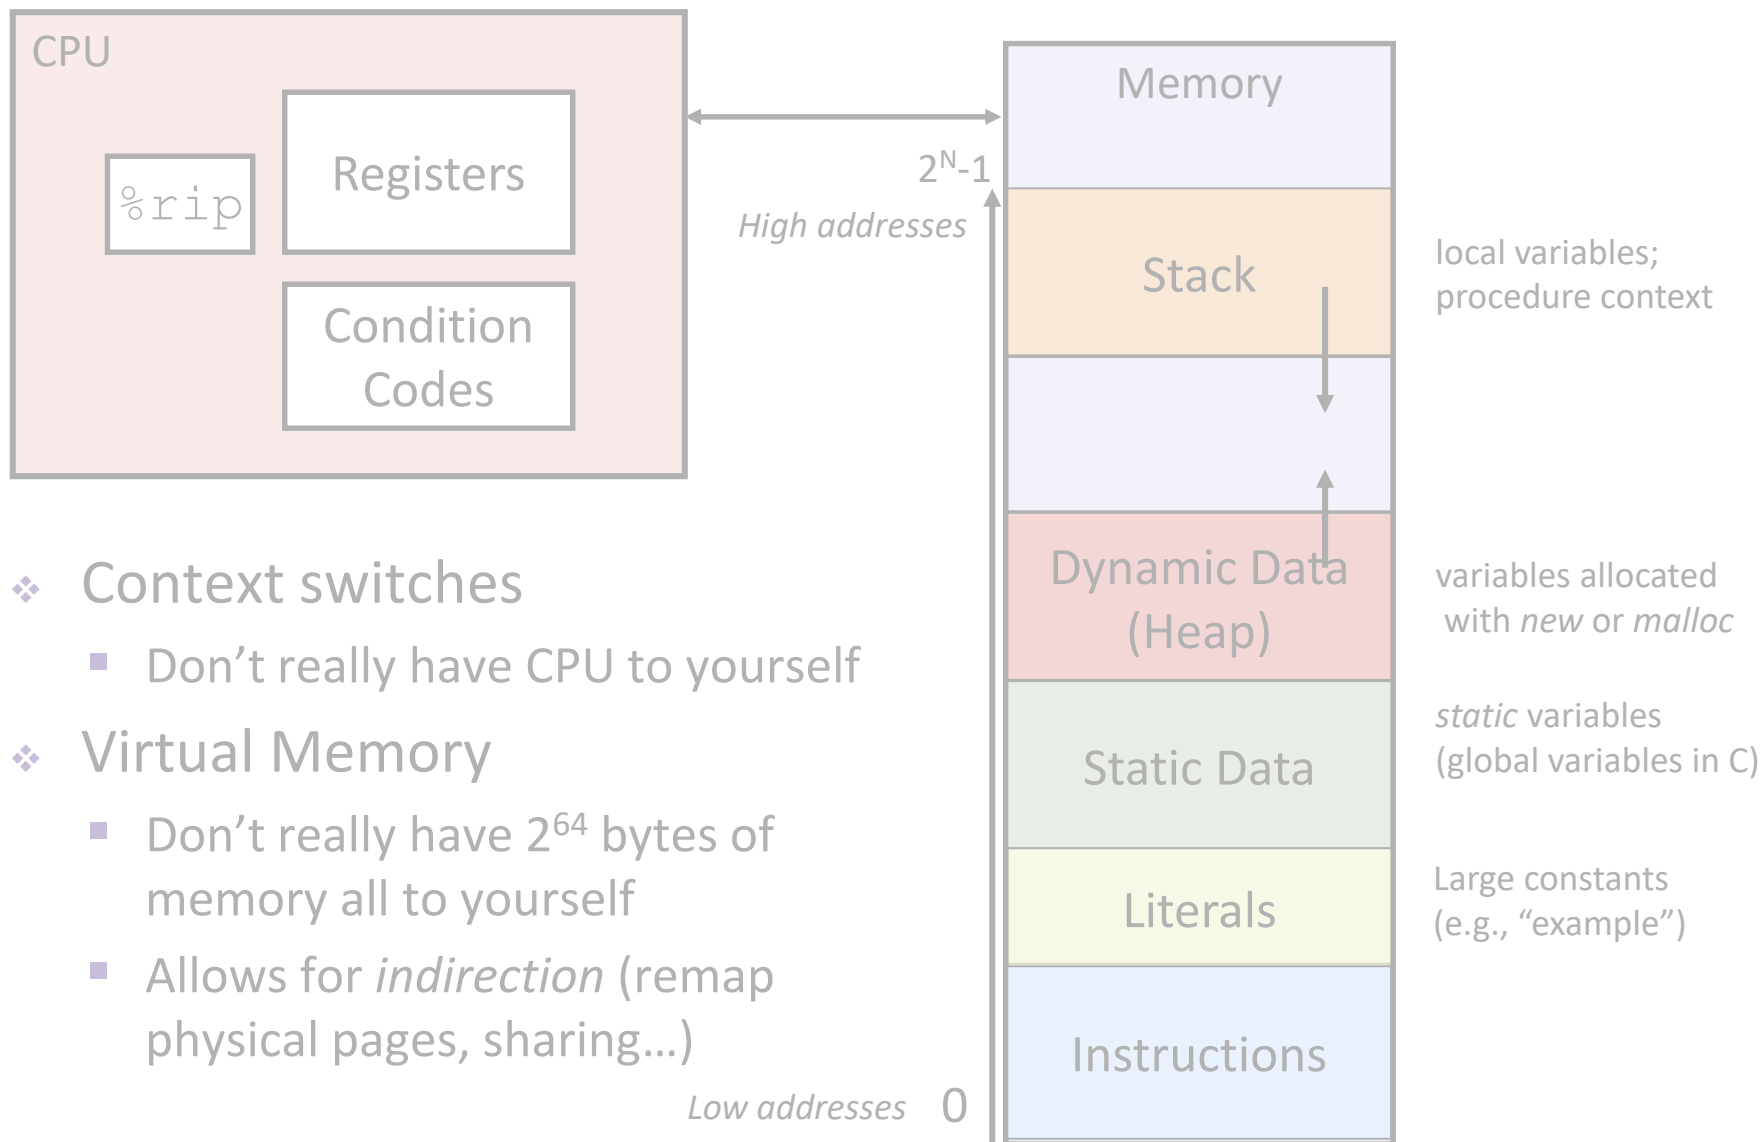 CPU
%rip
Registers
Condition
Codes
Memory
2ᴺ-1
High addresses
Stack
local variables;
procedure context
Dynamic Data
(Heap)
variables allocated
with new or malloc
Static Data
static variables
(global variables in C)
Literals
Large constants
(e.g., “example”)
Instructions
Low addresses 0
❖ Context switches
▪ Don’t really have CPU to yourself
❖ Virtual Memory
▪ Don’t really have 2⁶⁴ bytes of
memory all to yourself
▪ Allows for indirection (remap
physical pages, sharing…)